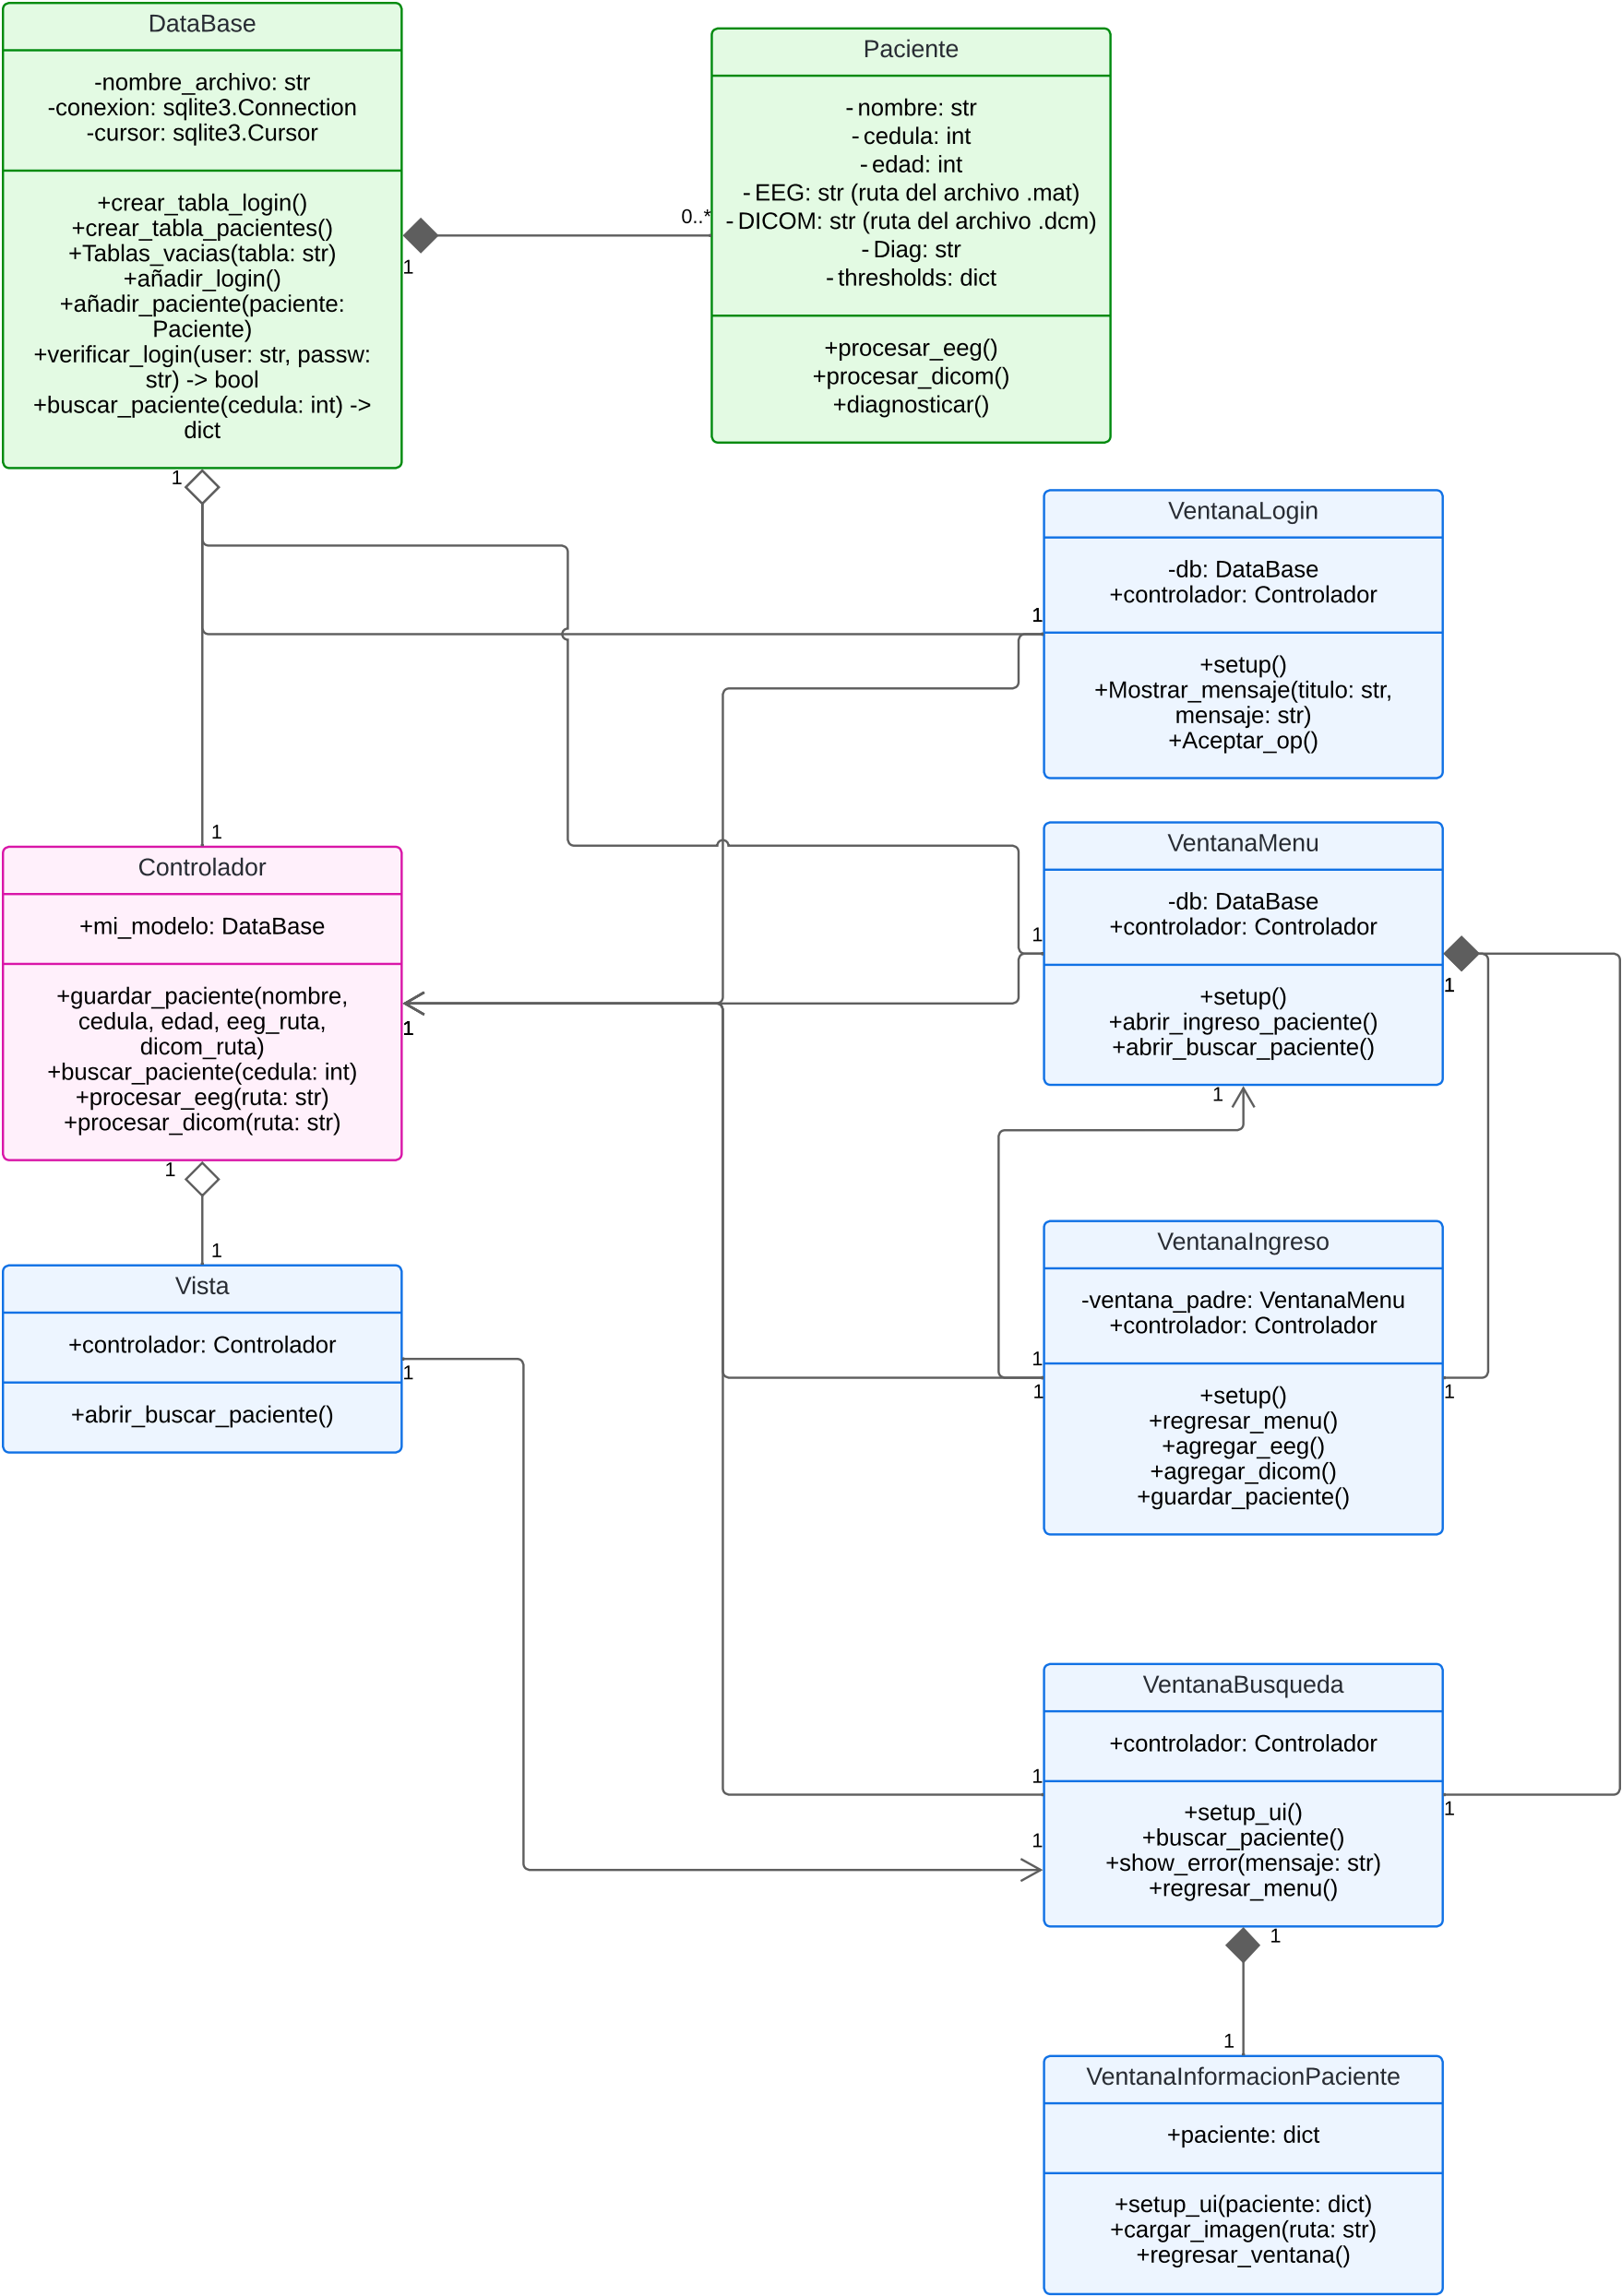 DataBase
-nombre_archivo: str
-conexion: sqlite3.Connection
-cursor: sqlite3.Cursor
+crear_tabla_login()
+crear_tabla_pacientes()
+Tablas_vacias(tabla: str)
+añadir_login()
+añadir_paciente(paciente:
Paciente)
+verificar_login(user: str, passw:
str) -> bool
+buscar_paciente(cedula: int) ->
dict
1
0..*
Paciente
- nombre: str
- cedula: int
- edad: int
- EEG: str (ruta del archivo .mat)
- DICOM: str (ruta del archivo .dcm)
- Diag: str
- thresholds: dict
+procesar_eeg()
+procesar_dicom()
+diagnosticar()
1
1
VentanaLogin
-db: DataBase
+controlador: Controlador
+setup()
+Mostrar_mensaje(titulo: str,
mensaje: str)
+Aceptar_op()
1
Controlador
+mi_modelo: DataBase
+guardar_paciente(nombre,
cedula, edad, eeg_ruta,
dicom_ruta)
+buscar_paciente(cedula: int)
+procesar_eeg(ruta: str)
+procesar_dicom(ruta: str)
1
1
VentanaMenu
-db: DataBase
+controlador: Controlador
+setup()
+abrir_ingreso_paciente()
+abrir_buscar_paciente()
1
1
1
1
Vista
+controlador: Controlador
+abrir_buscar_paciente()
1
VentanaIngreso
-ventana_padre: VentanaMenu
+controlador: Controlador
+setup()
+regresar_menu()
+agregar_eeg()
+agregar_dicom()
+guardar_paciente()
1
1
1
VentanaBusqueda
+controlador: Controlador
+setup_ui()
+buscar_paciente()
+show_error(mensaje: str)
+regresar_menu()
1
1
1
1
1
VentanaInformacionPaciente
+paciente: dict
+setup_ui(paciente: dict)
+cargar_imagen(ruta: str)
+regresar_ventana()